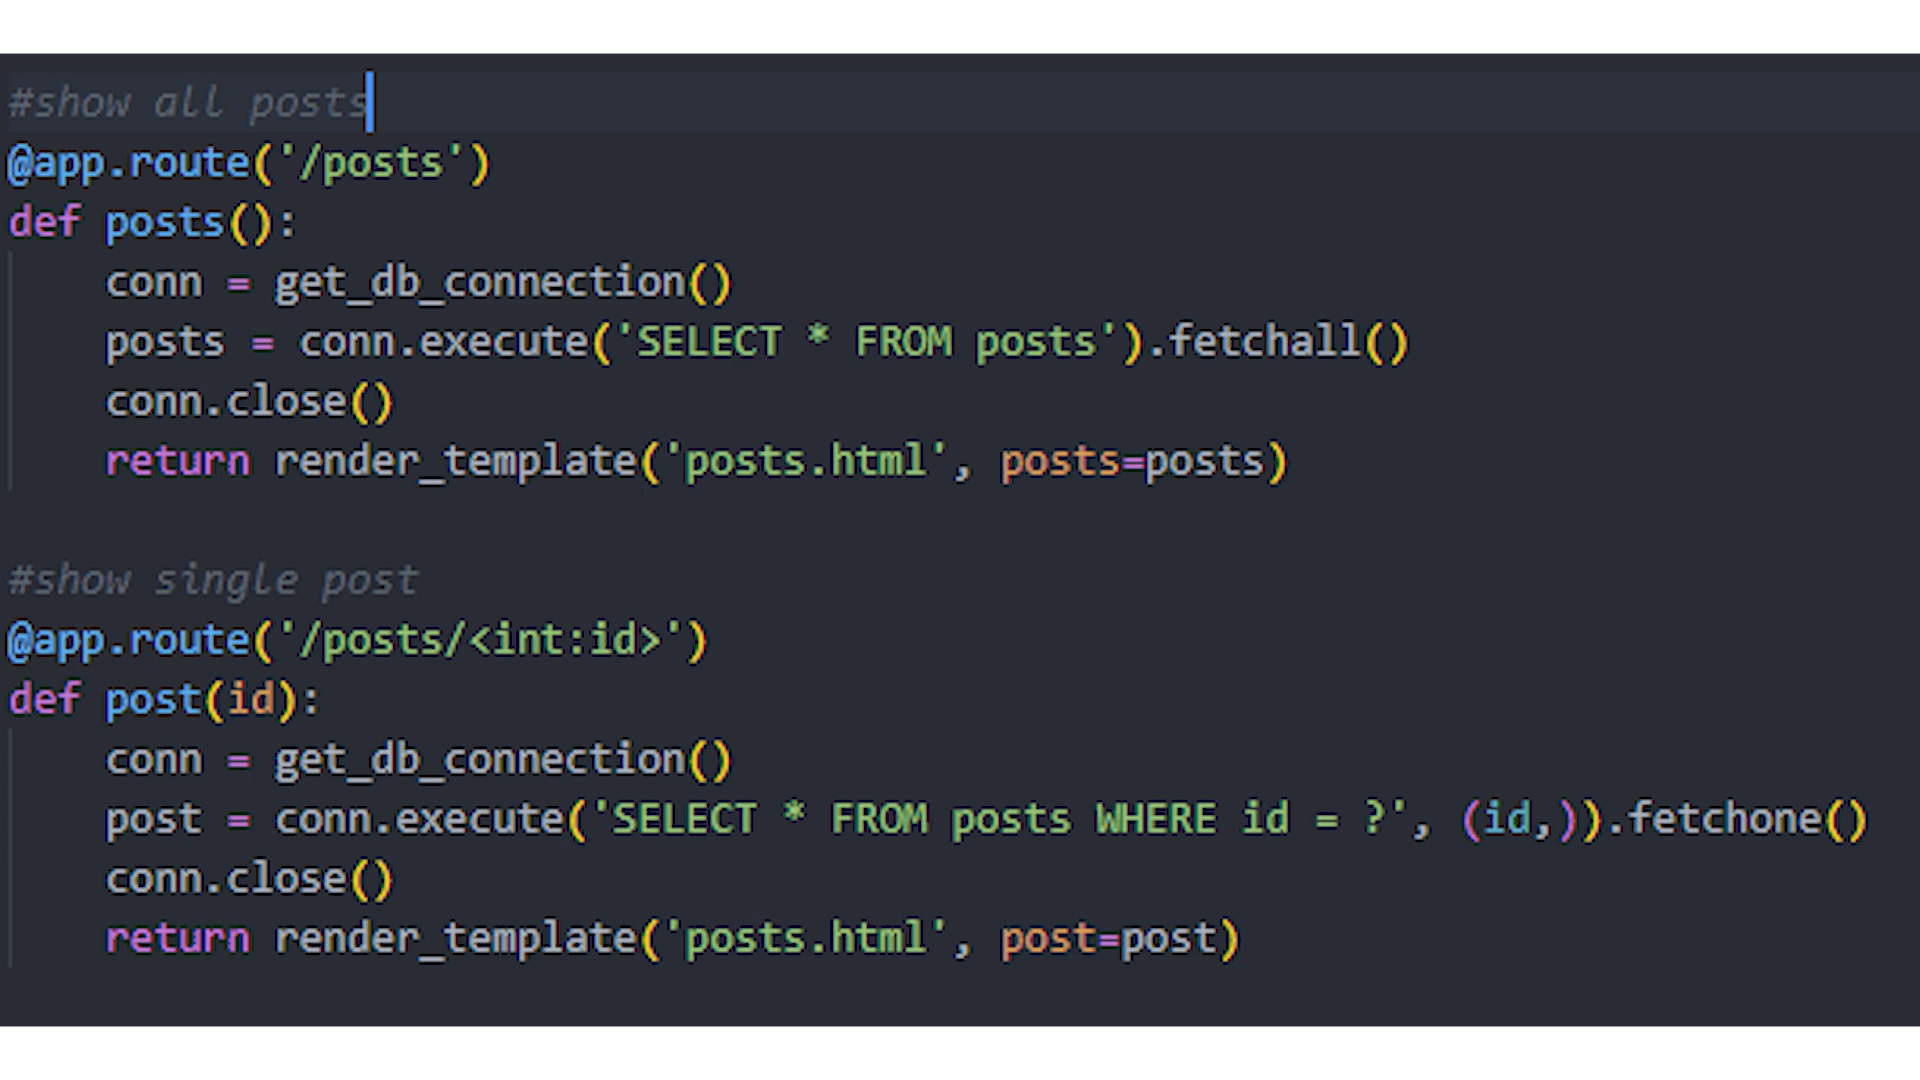 #show all posts
@app.route('/posts')
def posts():
conn = get_db_connection()
posts = conn.execute('SELECT * FROM posts').fetchall()
conn.close()
return render_template('posts.html', posts=posts)
#show single post
@app.route('/posts/<int:id>')
def post(id):
conn = get_db_connection()
post = conn.execute('SELECT * FROM posts WHERE id = ?', (id,)).fetchone()
conn.close()
return render_template('posts.html', post=post)